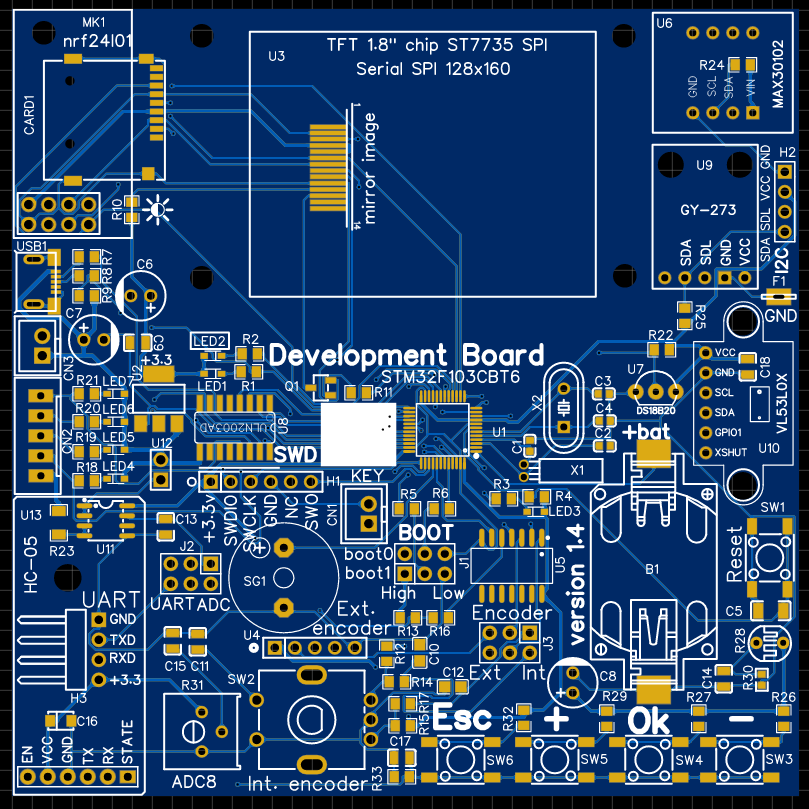 MK1
nrf24l01
CARD1
U3
TFT 1.8" chip ST7735 SPI
Serial SPI 128x160
1
mirror image
14
U6
R24
GND
SCL
SDA
VIN
MAX30102
U9
GY-273
SDA
SDL
GND
VCC
H2
SDA SDL VCC GND
I2C
F1
GND
R10
USB1
R7
R8
R9
C6
C7
C9
+3.3
U2
CN3
LED2
R2
LED1
R1
Development Board
STM32F103CBT6
Q1
R11
R25
R22
U7
DS18B20
+bat
X2
C3
C4
C2
C1
X1
U1
VCC
GND
SCL
SDA
GPIO1
XSHUT
C18
VL53L0X
U10
R21
LED7
R20
LED6
R19
LED5
R18
LED4
CN2
U12
ULN2003AD
U8
SWD
H1
+3.3V
SWDIO
SWCLK
GND
NC
SWO
KEY
CN1
R5
R6
R3
R4
LED3
U13
R23
U11
C13
HC-05
J2
UART
ADC
SG1
BOOT
boot0
boot1
High
Low
J1
U5
version 1.4
B1
SW1
Reset
C5
R28
UART
GND
TXD
RXD
+3.3
H3
C15
C11
U4
Ext.
encoder
R13
R16
R12
C10
Encoder
J3
Ext
Int
C8
C14
R30
R31
SW2
R14
C12
R17
R15
Esc
R32
+
R29
Ok
R27
-
R26
C16
EN
VCC
GND
TX
RX
STATE
ADC8
Int. encoder
C17
R33
SW6
SW5
SW4
SW3